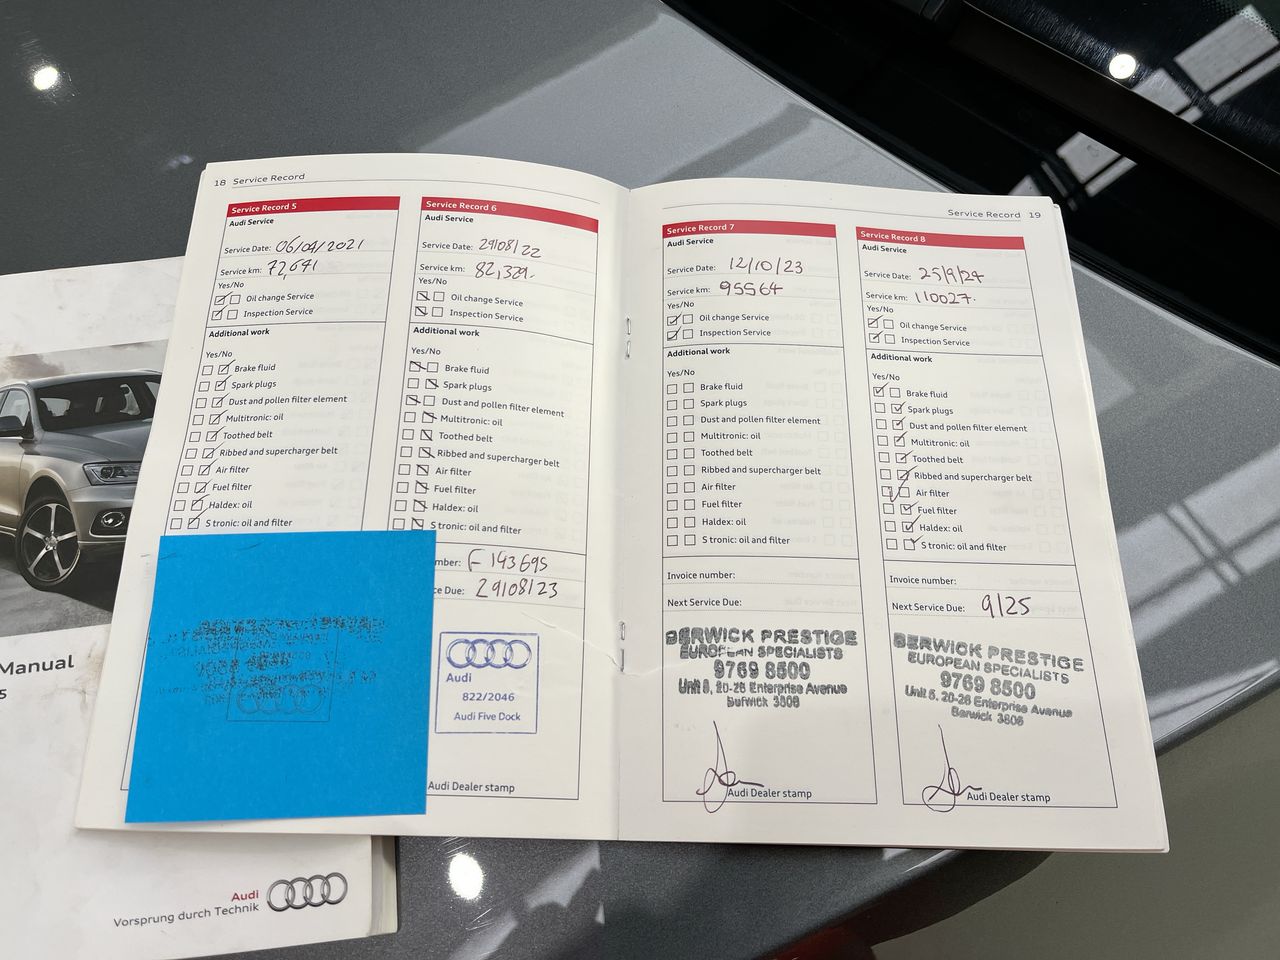 18 Service Record
Service Record 5
Audi Service
Service Date: 06/04/2021
Service km: 72,641
Yes/No
Oil change Service
Inspection Service
Additional work
Yes/No
Brake fluid
Spark plugs
Dust and pollen filter element
Multitronic: oil
Toothed belt
Ribbed and supercharger belt
Air filter
Fuel filter
Haldex: oil
S tronic: oil and filter
Service Record 6
Audi Service
Service Date: 29/08/22
Service km: 82,329.
Yes/No
Oil change Service
Inspection Service
Additional work
Yes/No
Brake fluid
Spark plugs
Dust and pollen filter element
Multitronic: oil
Toothed belt
Ribbed and supercharger belt
Air filter
Fuel filter
Haldex: oil
S tronic: oil and filter
mber: F143695
ce Due: 29/08/23
Audi
822/2046
Audi Five Dock
Audi Dealer stamp
Service Record 19
Service Record 7
Audi Service
Service Date: 12/10/23
Service km: 95564
Yes/No
Oil change Service
Inspection Service
Additional work
Yes/No
Brake fluid
Spark plugs
Dust and pollen filter element
Multitronic: oil
Toothed belt
Ribbed and supercharger belt
Air filter
Fuel filter
Haldex: oil
S tronic: oil and filter
Invoice number:
Next Service Due:
BERWICK PRESTIGE
EUROPEAN SPECIALISTS
9769 8500
Unit 5, 20-26 Enterprise Avenue
Berwick 3806
Audi Dealer stamp
Service Record 8
Audi Service
Service Date: 25/9/24
Service km: 110027.
Yes/No
Oil change Service
Inspection Service
Additional work
Yes/No
Brake fluid
Spark plugs
Dust and pollen filter element
Multitronic: oil
Toothed belt
Ribbed and supercharger belt
Air filter
Fuel filter
Haldex: oil
S tronic: oil and filter
Invoice number:
Next Service Due: 9/25
BERWICK PRESTIGE
EUROPEAN SPECIALISTS
9769 8500
Unit 5, 20-26 Enterprise Avenue
Berwick 3806
Audi Dealer stamp
Manual
5
Audi
Vorsprung durch Technik